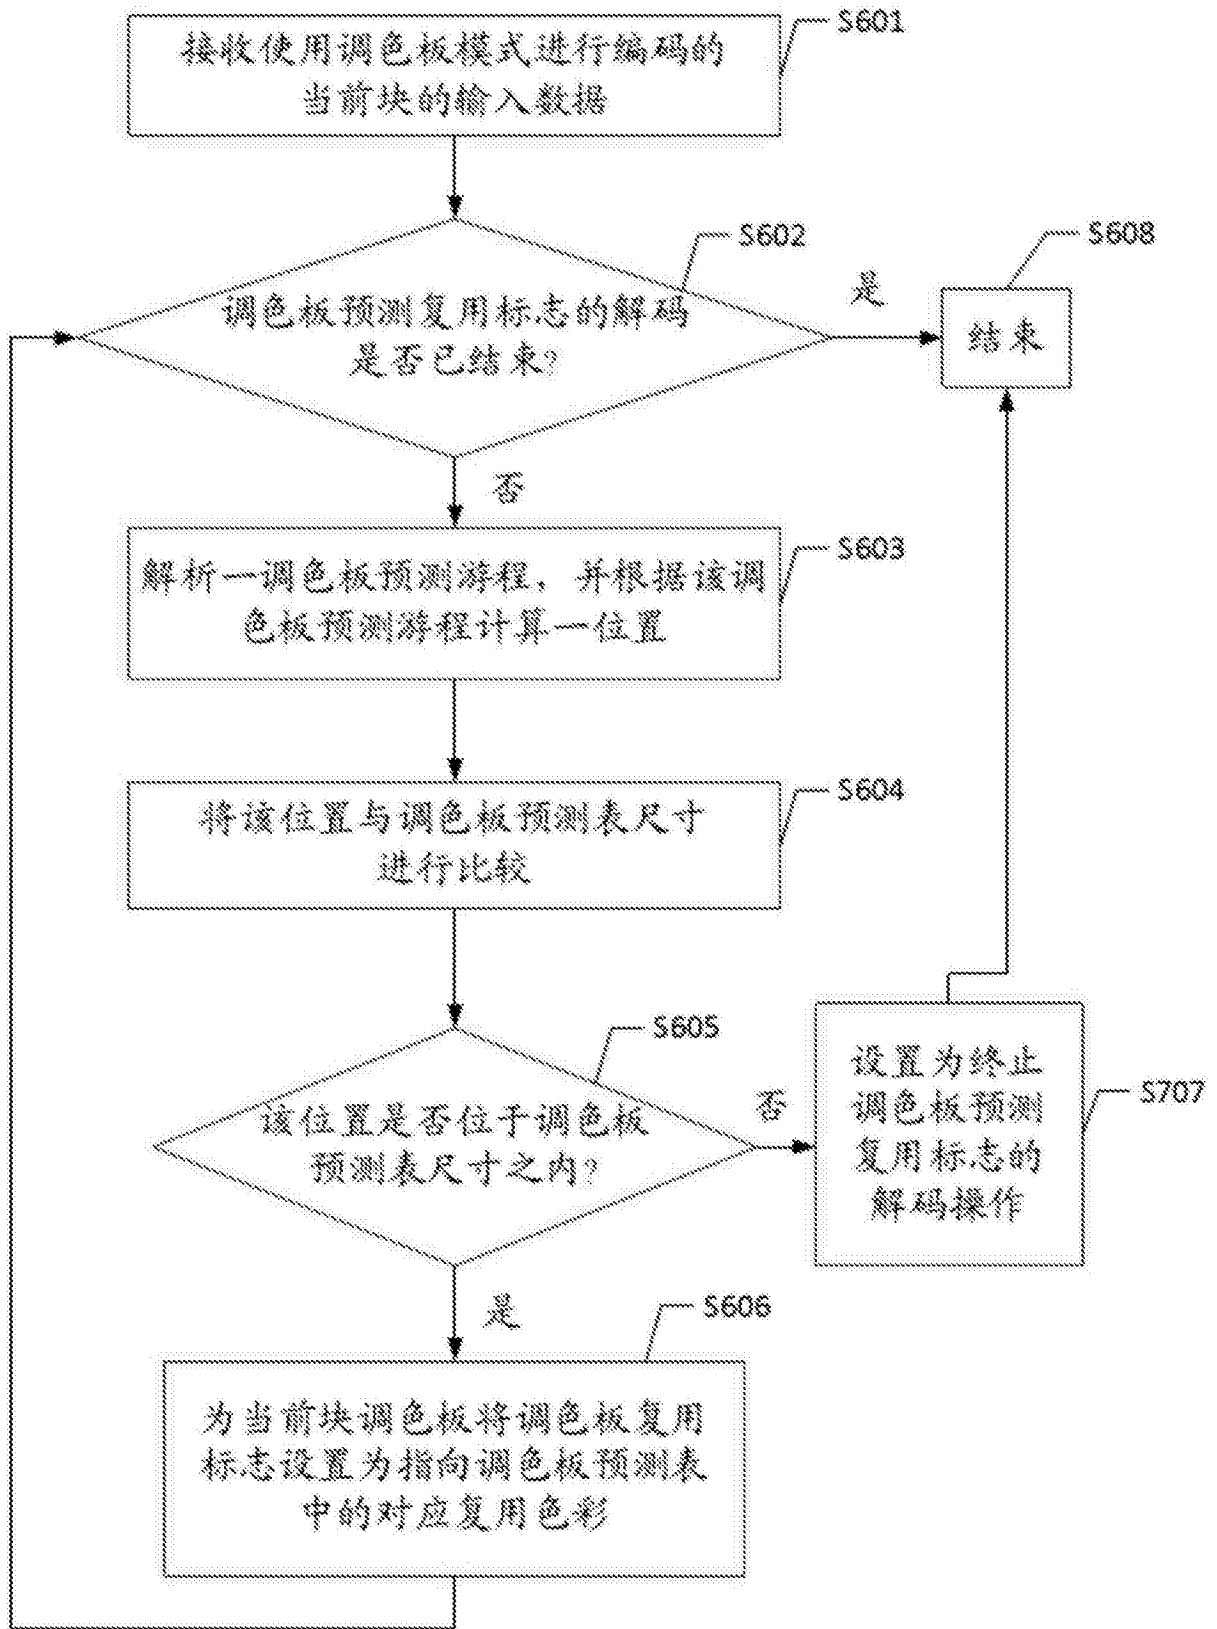 S601
接收使用调色板模式进行编码的
当前块的输入数据
S602
调色板预测复用标志的解码
是否已结束?
是
S608
结束
否
S603
解析一调色板预测游程，并根据该调
色板预测游程计算一位置
S604
将该位置与调色板预测表尺寸
进行比较
S605
该位置是否位于调色板
预测表尺寸之内?
否
设置为终止
调色板预测
复用标志的
解码操作
S707
是
S606
为当前块调色板将调色板复用
标志设置为指向调色板预测表
中的对应复用色彩